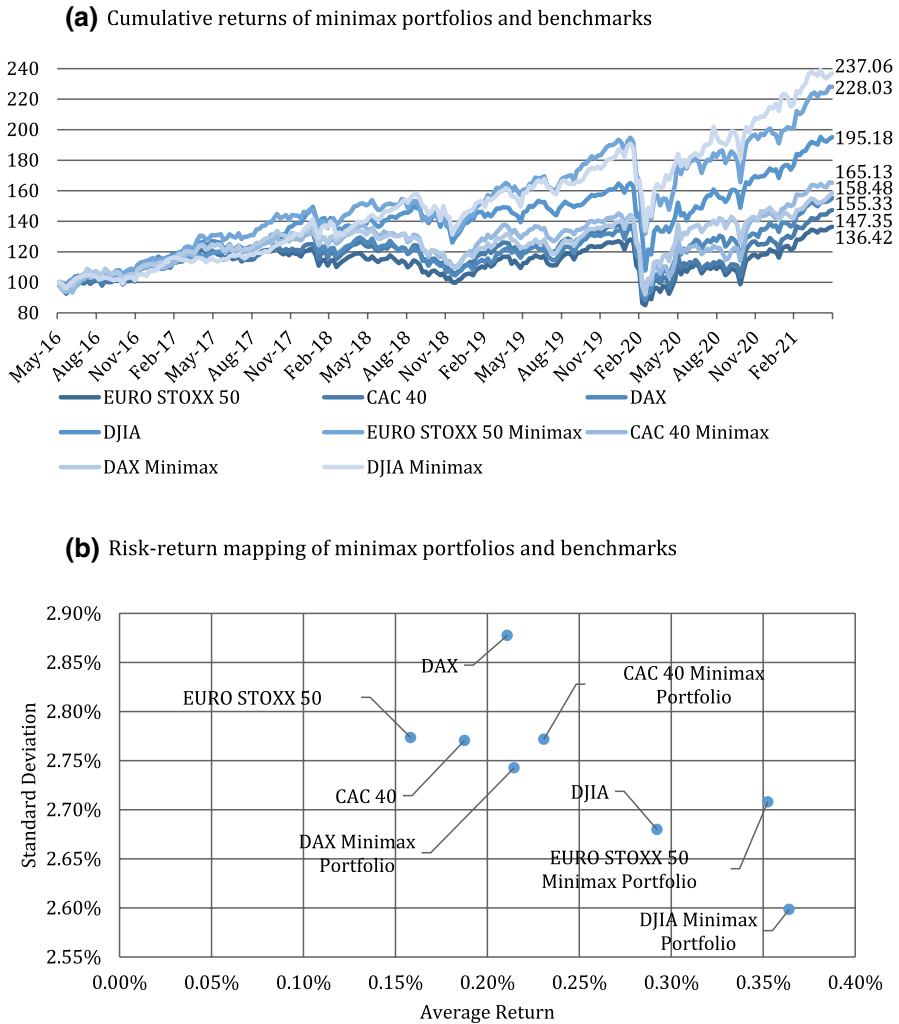 (a) Cumulative returns of minimax portfolios and benchmarks
240
220
200
180
160
140
120
100
80
237.06
228.03
195.18
165.13
158.48
155.33
147.35
136.42
May-16
Aug-16
Nov-16
Feb-17
May-17
Aug-17
Nov-17
Feb-18
May-18
Aug-18
Nov-18
Feb-19
May-19
Aug-19
Nov-19
Feb-20
May-20
Aug-20
Nov-20
Feb-21
EURO STOXX 50
CAC 40
DAX
DJIA
EURO STOXX 50 Minimax
CAC 40 Minimax
DAX Minimax
DJIA Minimax
(b) Risk-return mapping of minimax portfolios and benchmarks
Standard Deviation
2.90%
2.85%
2.80%
2.75%
2.70%
2.65%
2.60%
2.55%
DAX
CAC 40 Minimax
Portfolio
EURO STOXX 50
CAC 40
DJIA
DAX Minimax
Portfolio
EURO STOXX 50
Minimax Portfolio
DJIA Minimax
Portfolio
0.00%
0.05%
0.10%
0.15%
0.20%
0.25%
0.30%
0.35%
0.40%
Average Return